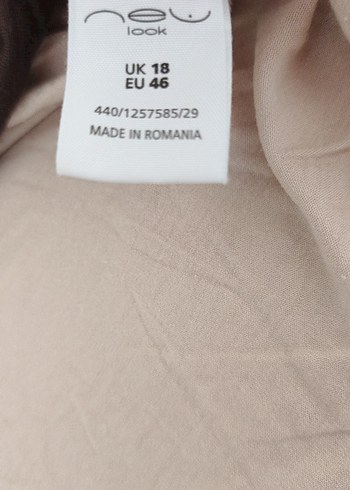 new
look
UK 18
EU 46
440/1257585/29
MADE IN ROMANIA